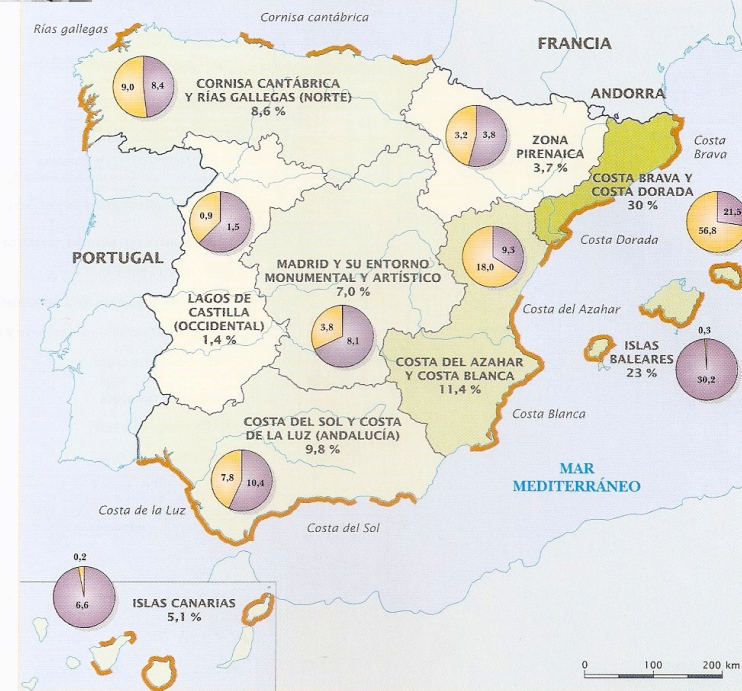 Cornisa cantábrica
Rías gallegas
FRANCIA
ANDORRA
9,0
8,4
CORNISA CANTÁBRICA
Y RÍAS GALLEGAS (NORTE)
8,6 %
3,2
3,8
ZONA
PIRENAICA
3,7 %
Costa
Brava
COSTA BRAVA Y
COSTA DORADA
30 %
21,5
56,8
0,9
1,5
Costa Dorada
PORTUGAL
9,3
18,0
MADRID Y SU ENTORNO
MONUMENTAL Y ARTÍSTICO
7,0 %
LAGOS DE
CASTILLA
(OCCIDENTAL)
1,4 %
3,8
8,1
Costa del Azahar
0,3
30,2
ISLAS
BALEARES
23 %
COSTA DEL AZAHAR
Y COSTA BLANCA
11,4 %
Costa Blanca
COSTA DEL SOL Y COSTA
DE LA LUZ (ANDALUCÍA)
9,8 %
MAR
MEDITERRÁNEO
7,8
10,4
Costa de la Luz
Costa del Sol
0,2
6,6
ISLAS CANARIAS
5,1 %
0 100 200 km